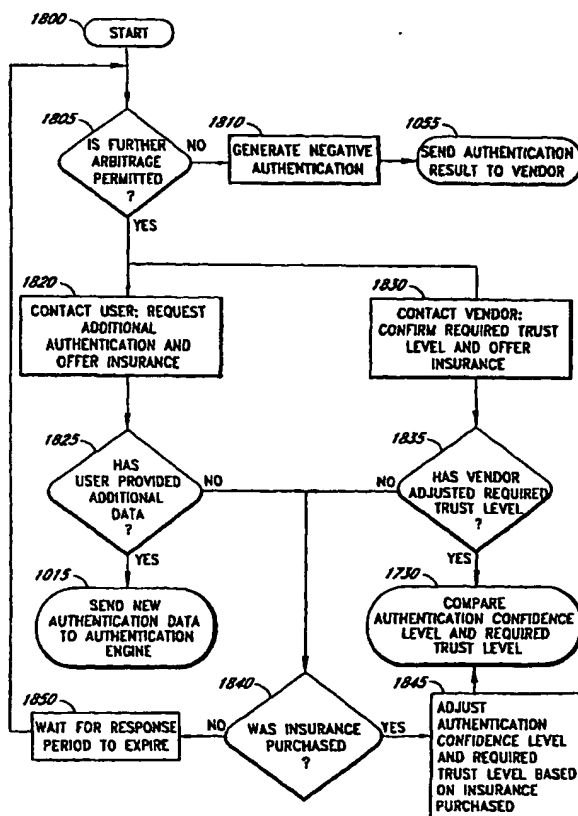 1800
START
1805
IS FURTHER
ARBITRAGE
PERMITTED
?
NO
YES
1810
GENERATE NEGATIVE
AUTHENTICATION
1055
SEND AUTHENTICATION
RESULT TO VENDOR
1820
CONTACT USER: REQUEST
ADDITIONAL
AUTHENTICATION AND
OFFER INSURANCE
1830
CONTACT VENDOR:
CONFIRM REQUIRED TRUST
LEVEL AND OFFER
INSURANCE
1825
HAS
USER PROVIDED
ADDITIONAL
DATA
?
NO
YES
1835
HAS VENDOR
ADJUSTED REQUIRED
TRUST LEVEL
?
NO
YES
1015
SEND NEW
AUTHENTICATION DATA
TO AUTHENTICATION
ENGINE
1730
COMPARE
AUTHENTICATION CONFIDENCE
LEVEL AND REQUIRED
TRUST LEVEL
1850
WAIT FOR RESPONSE
PERIOD TO EXPIRE
1840
WAS INSURANCE
PURCHASED
?
NO
YES
1845
ADJUST
AUTHENTICATION
CONFIDENCE LEVEL
AND REQUIRED
TRUST LEVEL BASED
ON INSURANCE
PURCHASED